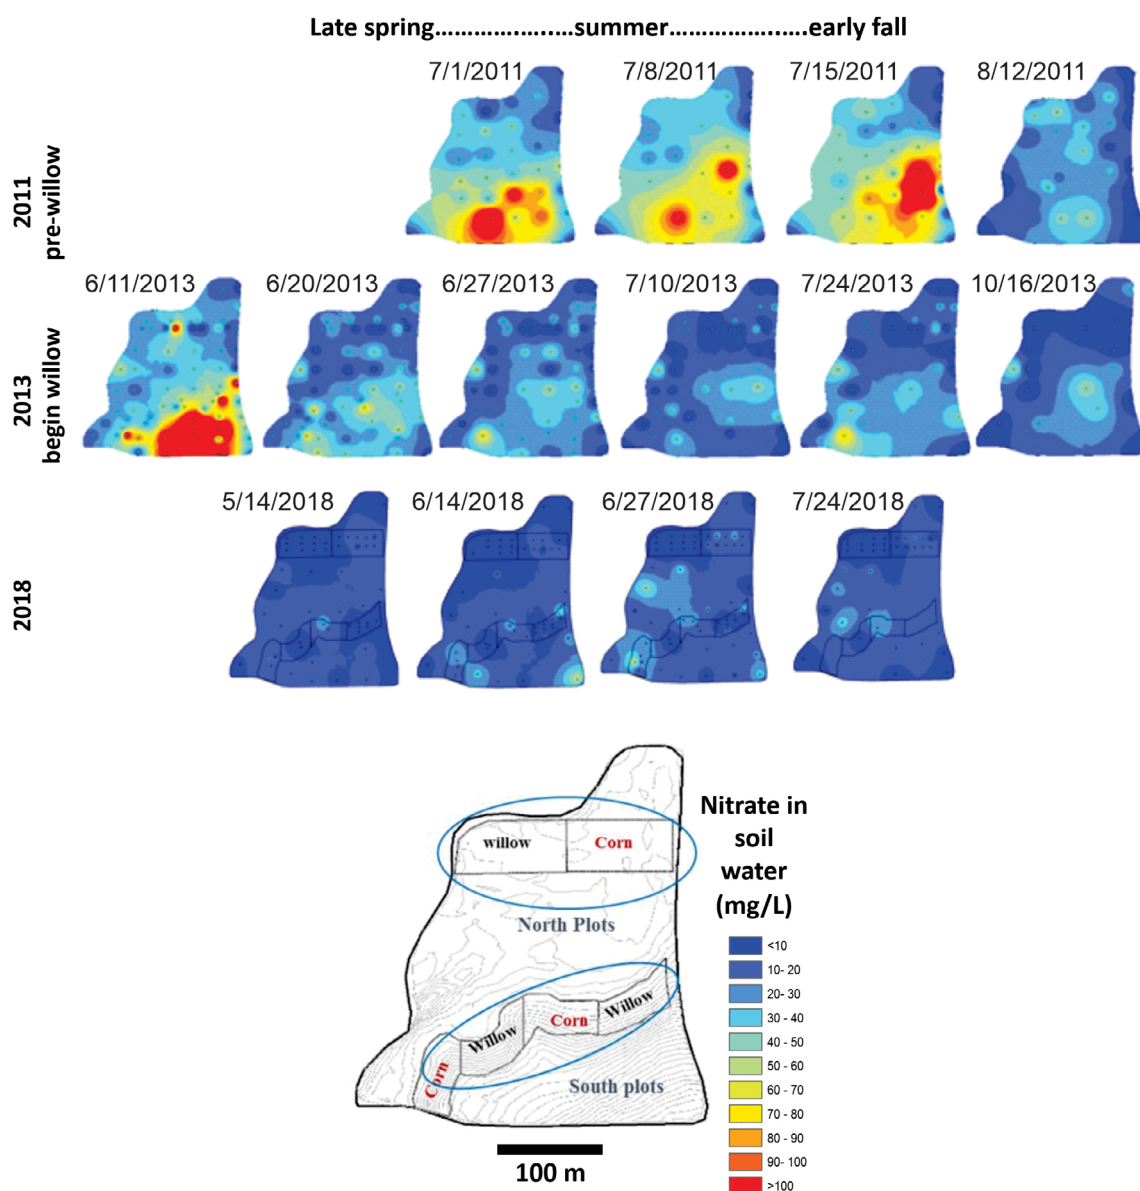 Late spring…………………summer…………………early fall
7/1/2011
7/8/2011
7/15/2011
8/12/2011
2011
pre-willow
6/11/2013
6/20/2013
6/27/2013
7/10/2013
7/24/2013
10/16/2013
2013
begin willow
5/14/2018
6/14/2018
6/27/2018
7/24/2018
2018
willow
Corn
North Plots
Willow
Corn
Willow
Corn
South plots
100 m
Nitrate in
soil
water
(mg/L)
<10
10- 20
20- 30
30 - 40
40 - 50
50 - 60
60 - 70
70 - 80
80 - 90
90- 100
>100